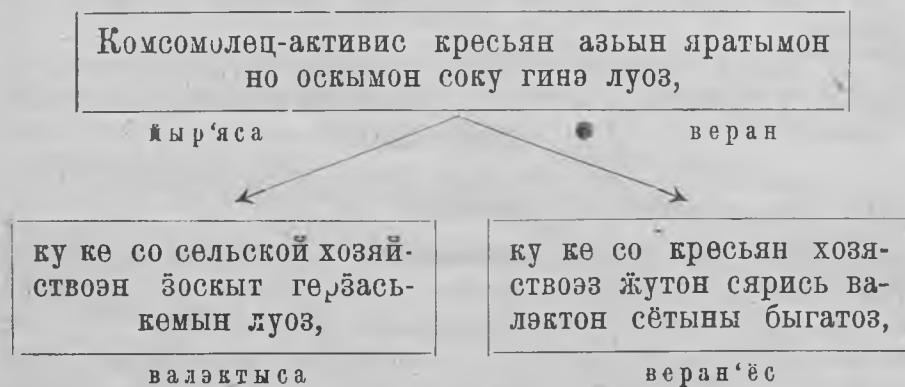 Комсомолец-активис кресьян азьын яратымон
но оскымон соку гинэ луоз,
йыр‘яса веран
ку ке со сельской хозяй-
ствоэн ӟоскыт герӟась-
кемын луоз,
валэктыса
ку ке со кресьян хозя-
ствоэз ӝутон сярись ва-
лэктон сётыны быгатоз,
веран‘ёс